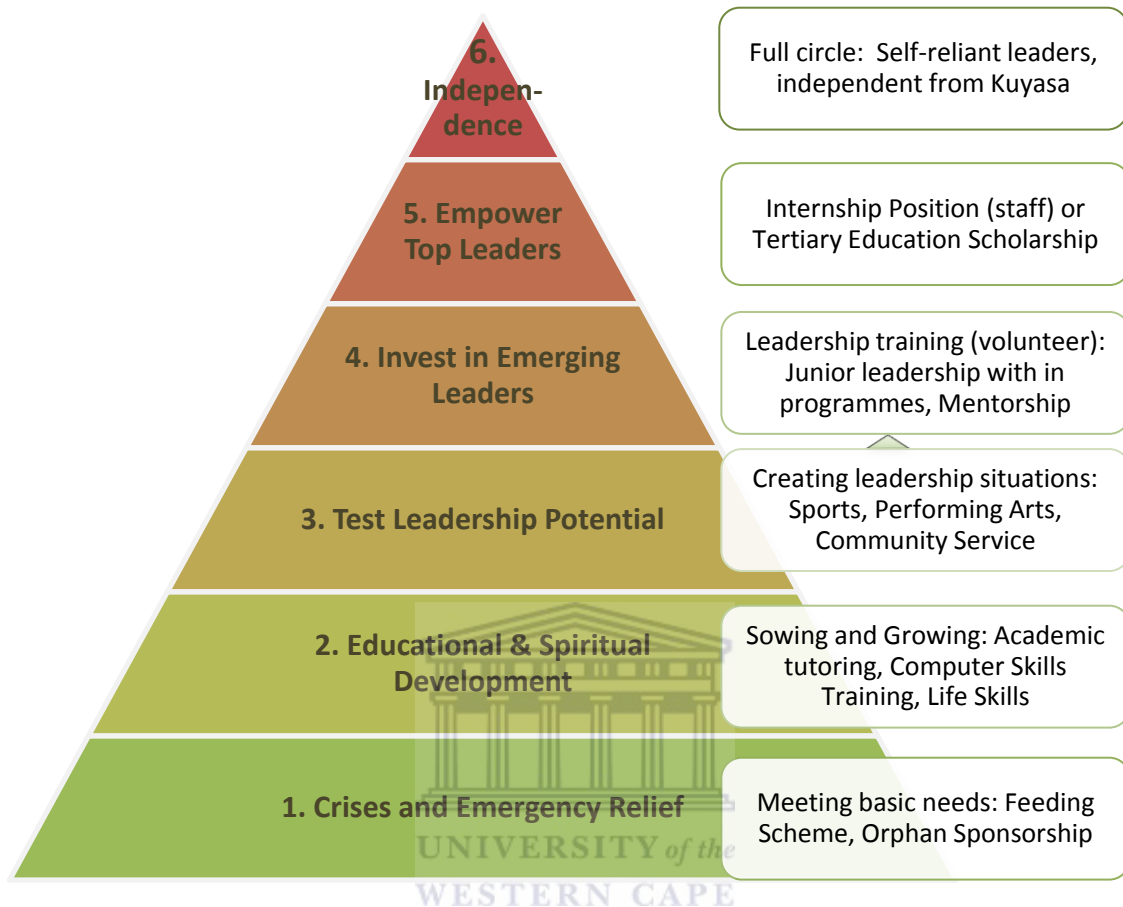 6.
Indepen-
dence
Full circle: Self-reliant leaders,
independent from Kuyasa
5. Empower
Top Leaders
Internship Position (staff) or
Tertiary Education Scholarship
4. Invest in Emerging
Leaders
Leadership training (volunteer):
Junior leadership with in
programmes, Mentorship
3. Test Leadership Potential
Creating leadership situations:
Sports, Performing Arts,
Community Service
2. Educational & Spiritual
Development
Sowing and Growing: Academic
tutoring, Computer Skills
Training, Life Skills
1. Crises and Emergency Relief
Meeting basic needs: Feeding
Scheme, Orphan Sponsorship
UNIVERSITY of the
WESTERN CAPE